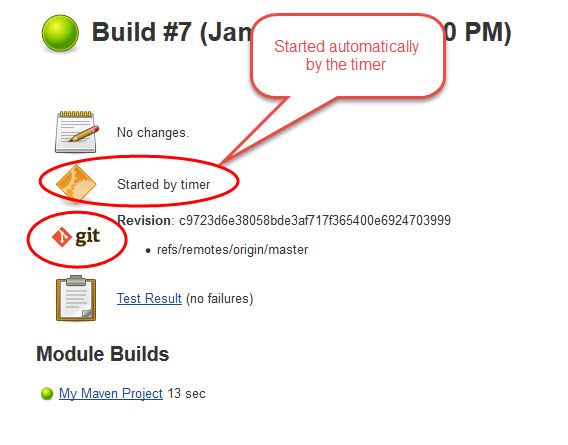 Build #7 (Jan 0 PM)
Started automatically
by the timer
No changes.
Started by timer
Revision: c9723d6e38058bde3af717f365400e6924703999
git
refs/remotes/origin/master
Test Result (no failures)
Module Builds
My Maven Project 13 sec